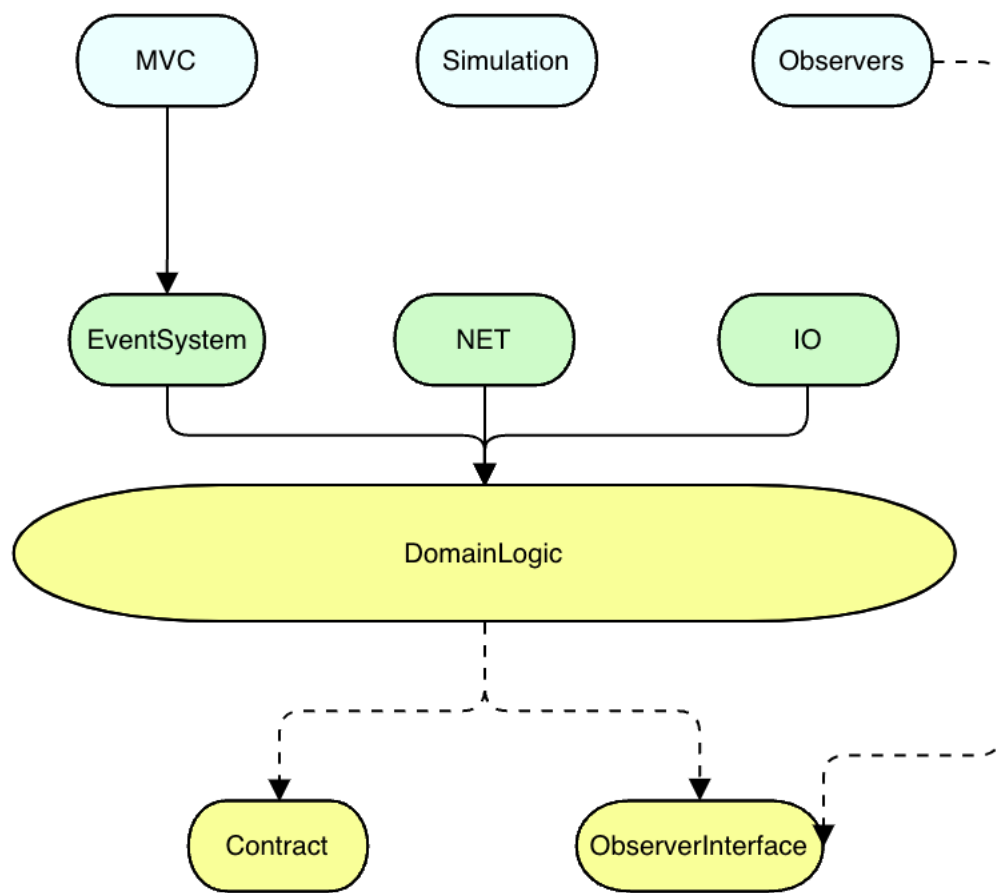 MVC
Simulation
Observers
EventSystem
NET
IO
DomainLogic
Contract
ObserverInterface